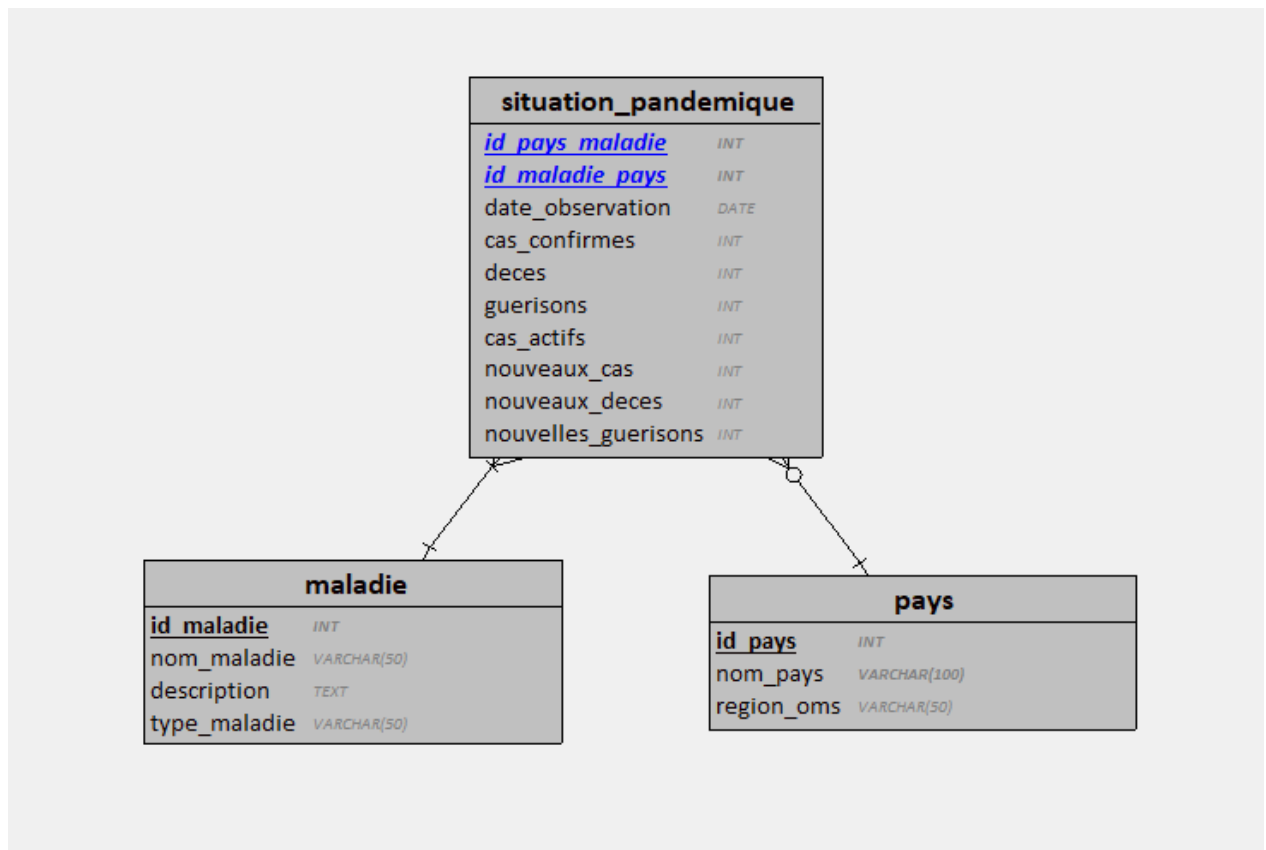 situation_pandemique
id_pays_maladie INT
id_maladie_pays INT
date_observation DATE
cas_confirmes INT
deces INT
guerisons INT
cas_actifs INT
nouveaux_cas INT
nouveaux_deces INT
nouvelles_guerisons INT
maladie
id_maladie INT
nom_maladie VARCHAR(50)
description TEXT
type_maladie VARCHAR(50)
pays
id_pays INT
nom_pays VARCHAR(100)
region_oms VARCHAR(50)